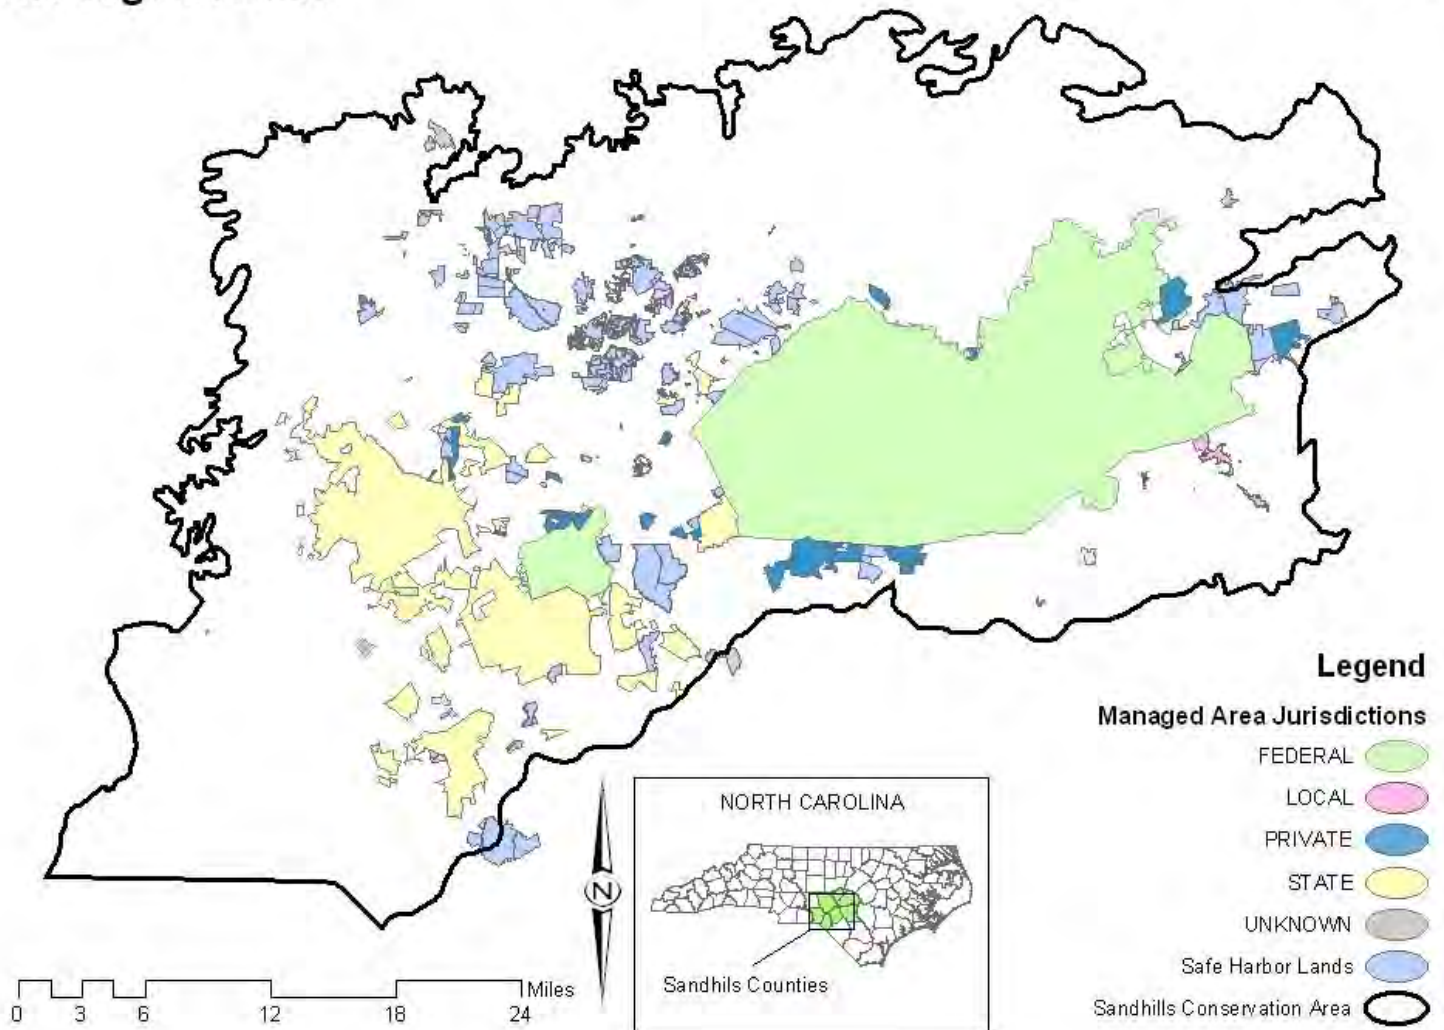 Legend
Managed Area Jurisdictions
FEDERAL
LOCAL
PRIVATE
STATE
UNKNOWN
Safe Harbor Lands
Sandhills Conservation Area
NORTH CAROLINA
Sandhills Counties
N
Miles
0 3 6 12 18 24